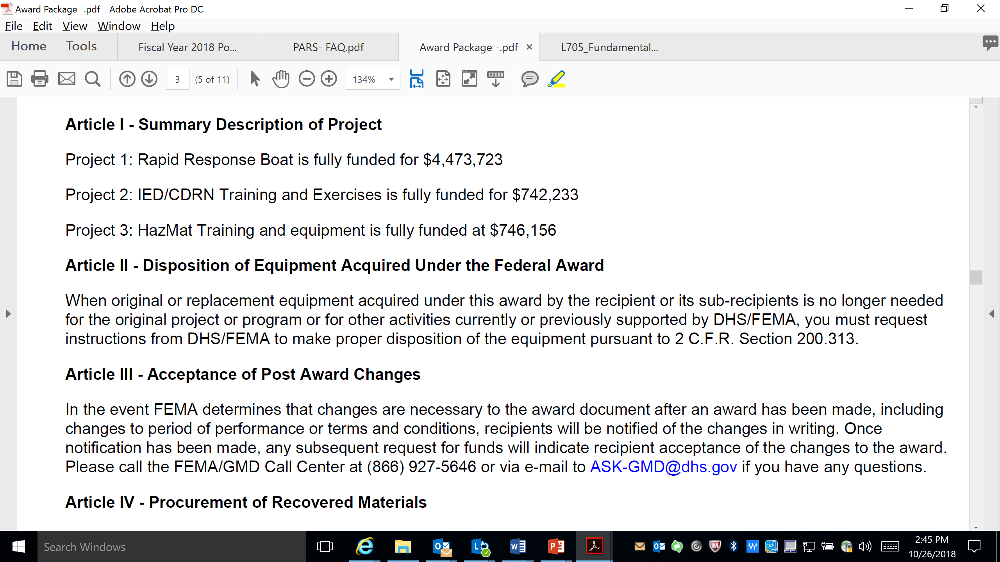 Award Package -.pdf - Adobe Acrobat Pro DC
File Edit View Window Help
Home Tools Fiscal Year 2018 Po... PARS- FAQ.pdf Award Package -.pdf × L705_Fundamental...
3 (5 of 11) 134%
Article I - Summary Description of Project
Project 1: Rapid Response Boat is fully funded for $4,473,723
Project 2: IED/CDRN Training and Exercises is fully funded for $742,233
Project 3: HazMat Training and equipment is fully funded at $746,156
Article II - Disposition of Equipment Acquired Under the Federal Award
When original or replacement equipment acquired under this award by the recipient or its sub-recipients is no longer needed
for the original project or program or for other activities currently or previously supported by DHS/FEMA, you must request
instructions from DHS/FEMA to make proper disposition of the equipment pursuant to 2 C.F.R. Section 200.313.
Article III - Acceptance of Post Award Changes
In the event FEMA determines that changes are necessary to the award document after an award has been made, including
changes to period of performance or terms and conditions, recipients will be notified of the changes in writing. Once
notification has been made, any subsequent request for funds will indicate recipient acceptance of the changes to the award.
Please call the FEMA/GMD Call Center at (866) 927-5646 or via e-mail to ASK-GMD@dhs.gov if you have any questions.
Article IV - Procurement of Recovered Materials
Search Windows
2:45 PM
10/26/2018